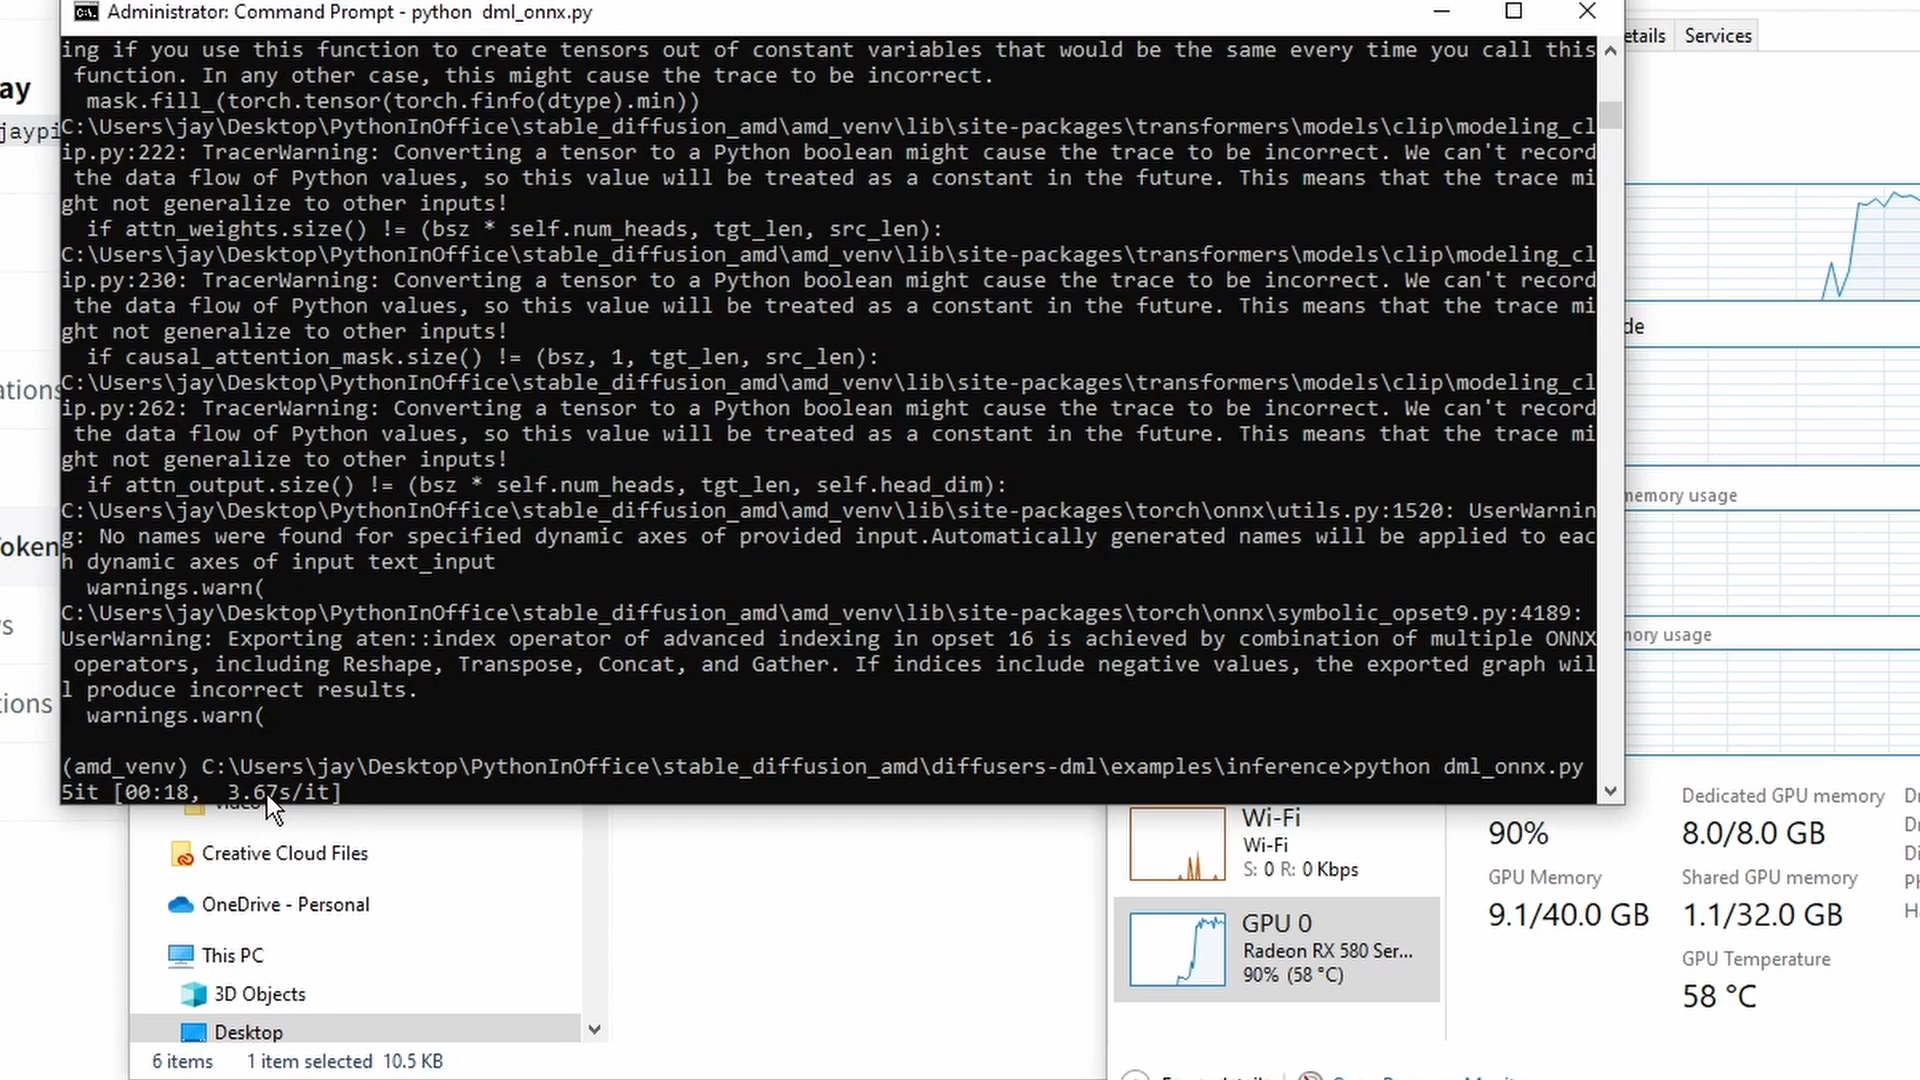 Administrator: Command Prompt - python  dml_onnx.py
ing if you use this function to create tensors out of constant variables that would be the same every time you call this
function. In any other case, this might cause the trace to be incorrect.
mask.fill_(torch.tensor(torch.finfo(dtype).min))
C:\Users\jay\Desktop\PythonInOffice\stable_diffusion_amd\amd_venv\lib\site-packages\transformers\models\clip\modeling_cl
ip.py:222: TracerWarning: Converting a tensor to a Python boolean might cause the trace to be incorrect. We can't record
the data flow of Python values, so this value will be treated as a constant in the future. This means that the trace mi
ght not generalize to other inputs!
if attn_weights.size() != (bsz * self.num_heads, tgt_len, src_len):
C:\Users\jay\Desktop\PythonInOffice\stable_diffusion_amd\amd_venv\lib\site-packages\transformers\models\clip\modeling_cl
ip.py:230: TracerWarning: Converting a tensor to a Python boolean might cause the trace to be incorrect. We can't record
the data flow of Python values, so this value will be treated as a constant in the future. This means that the trace mi
ght not generalize to other inputs!
if causal_attention_mask.size() != (bsz, 1, tgt_len, src_len):
C:\Users\jay\Desktop\PythonInOffice\stable_diffusion_amd\amd_venv\lib\site-packages\transformers\models\clip\modeling_cl
ip.py:262: TracerWarning: Converting a tensor to a Python boolean might cause the trace to be incorrect. We can't record
the data flow of Python values, so this value will be treated as a constant in the future. This means that the trace mi
ght not generalize to other inputs!
if attn_output.size() != (bsz * self.num_heads, tgt_len, self.head_dim):
C:\Users\jay\Desktop\PythonInOffice\stable_diffusion_amd\amd_venv\lib\site-packages\torch\onnx\utils.py:1520: UserWarnin
g: No names were found for specified dynamic axes of provided input.Automatically generated names will be applied to eac
h dynamic axes of input text_input
warnings.warn(
C:\Users\jay\Desktop\PythonInOffice\stable_diffusion_amd\amd_venv\lib\site-packages\torch\onnx\symbolic_opset9.py:4189:
UserWarning: Exporting aten::index operator of advanced indexing in opset 16 is achieved by combination of multiple ONNX
operators, including Reshape, Transpose, Concat, and Gather. If indices include negative values, the exported graph wil
l produce incorrect results.
warnings.warn(
(amd_venv) C:\Users\jay\Desktop\PythonInOffice\stable_diffusion_amd\diffusers-dml\examples\inference>python dml_onnx.py
5it [00:18,  3.67s/it]
ay
jaypi
ations
oken
s
ions
etails
Services
de
memory usage
ory usage
Creative Cloud Files
OneDrive - Personal
This PC
3D Objects
Desktop
6 items
1 item selected  10.5 KB
Wi-Fi
Wi-Fi
S: 0 R: 0 Kbps
GPU 0
Radeon RX 580 Ser...
90% (58 °C)
90%
GPU Memory
9.1/40.0 GB
Dedicated GPU memory
8.0/8.0 GB
Shared GPU memory
1.1/32.0 GB
GPU Temperature
58 °C